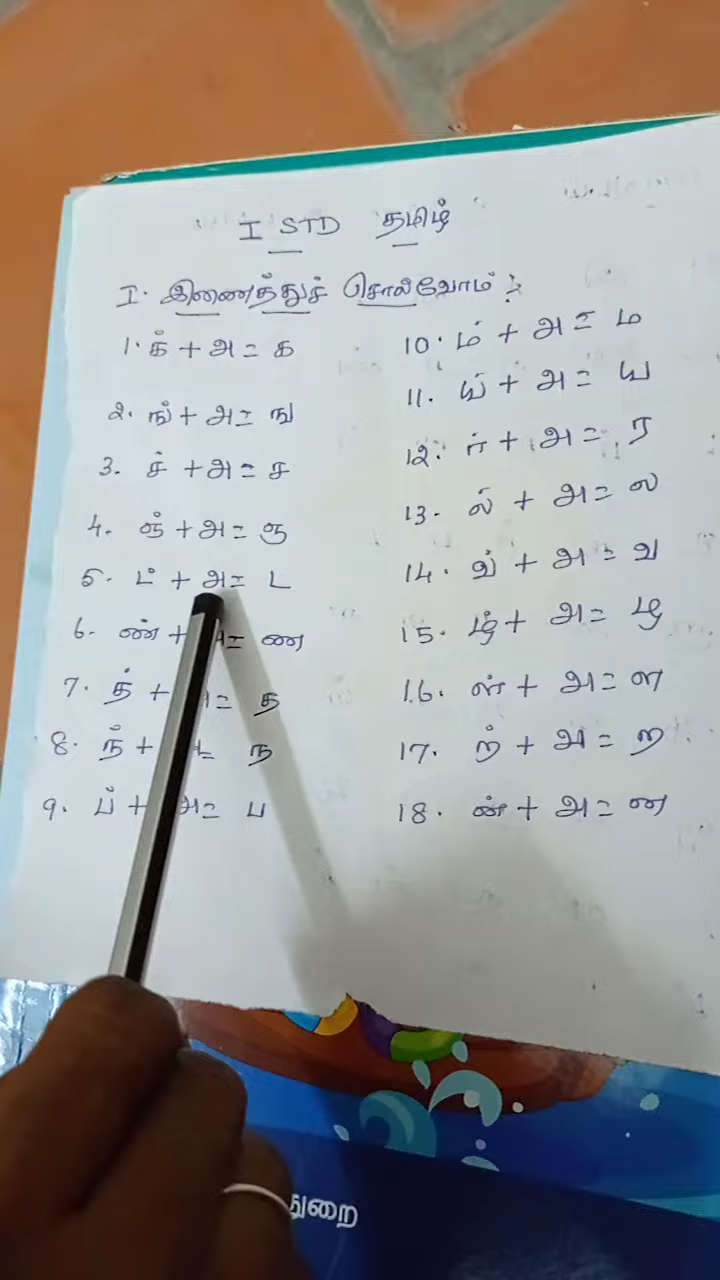 I STD தமிழ்
I. இணைத்துச் சொல்வோம் :
1. க் + அ = க
2. ங் + அ = ங
3. ச் + அ = ச
4. ஞ் + அ = ஞ
5. ட் + அ = ட
6. ண் + அ = ண
7. த் + அ = த
8. ந் + அ = ந
9. ப் + அ = ப
10. ம் + அ = ம
11. ய் + அ = ய
12. ர் + அ = ர
13. ல் + அ = ல
14. வ் + அ = வ
15. ழ் + அ = ழ
16. ள் + அ = ள
17. ற் + அ = ற
18. ன் + அ = ன